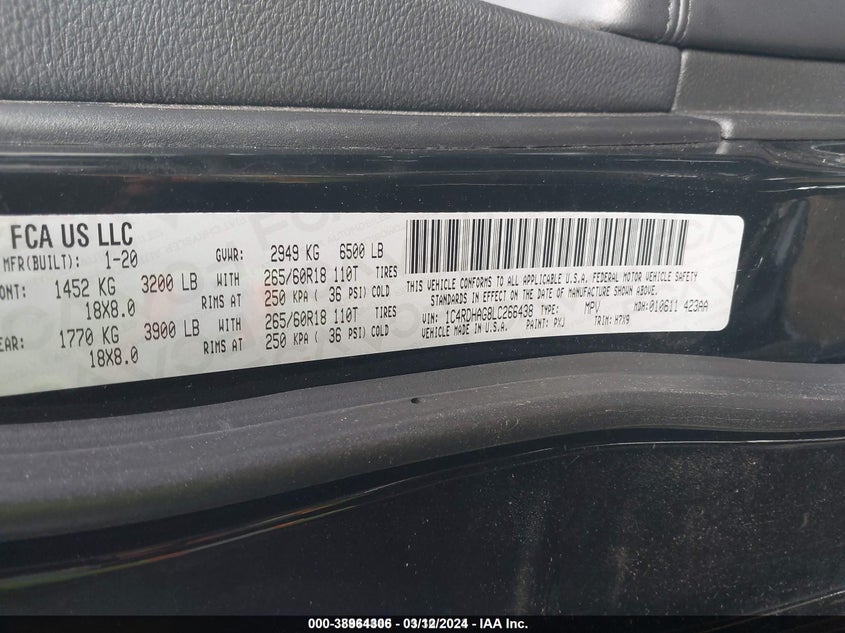 FCA US LLC
MFR(BUILT): 1-20 GVWR: 2949 KG 6500 LB
ONT: 1452 KG 3200 LB WITH 265/60R18 110T TIRES
18X8.0 RIMS AT 250 KPA ( 36 PSI) COLD
EAR: 1770 KG 3900 LB WITH 265/60R18 110T TIRES
18X8.0 RIMS AT 250 KPA ( 36 PSI) COLD
THIS VEHICLE CONFORMS TO ALL APPLICABLE U.S.A. FEDERAL MOTOR VEHICLE SAFETY
STANDARDS IN EFFECT ON THE DATE OF MANUFACTURE SHOWN ABOVE.
VIN: 1C4RDHAG8LC266438 TYPE: MPV MDH: 010611 423AA
VEHICLE MADE IN U.S.A. PAINT: PXJ TRIM: H7X9
000-38964306 - 03/12/2024 - IAA Inc.